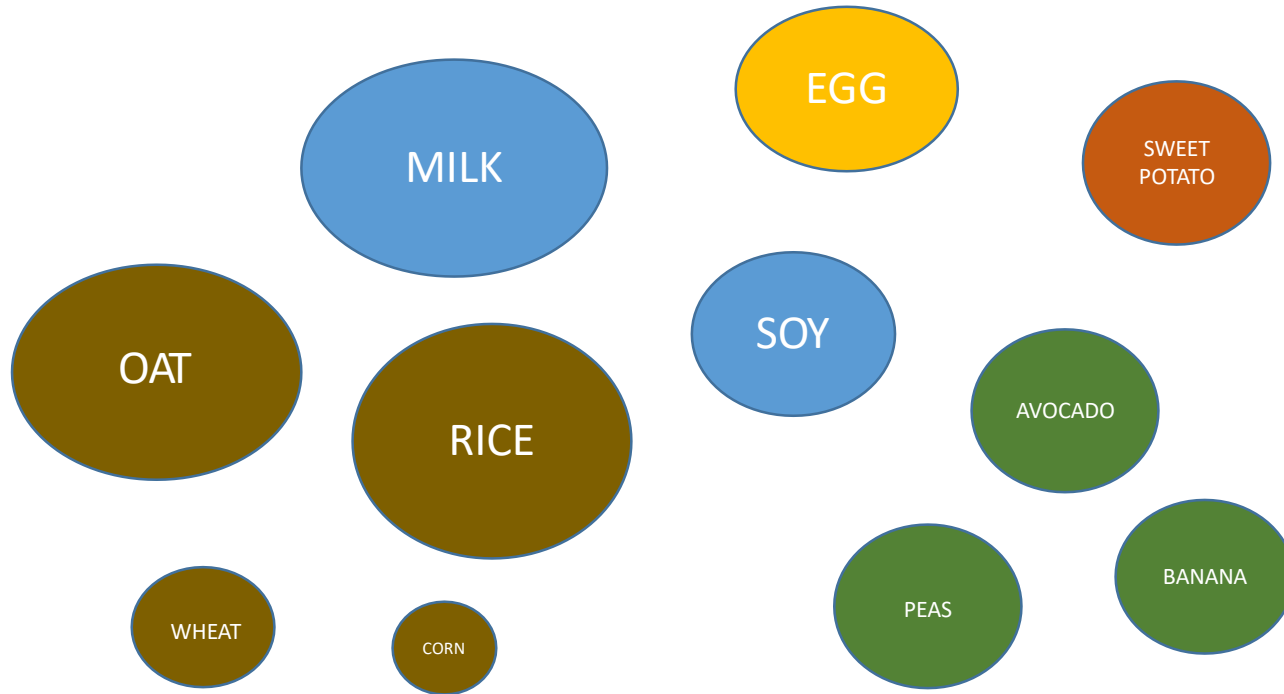 EGG
MILK
SWEET
POTATO
SOY
OAT
AVOCADO
RICE
BANANA
PEAS
WHEAT
CORN